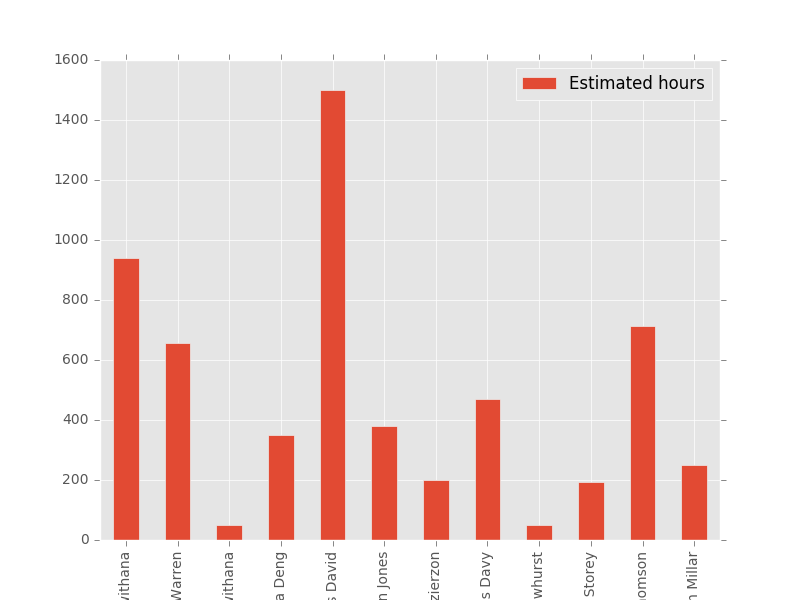 1600
1400
1200
1000
800
600
400
200
0
Estimated hours
withana
Warren
withana
a Deng
s David
n Jones
zierzon
s Davy
whurst
Storey
homson
n Millar